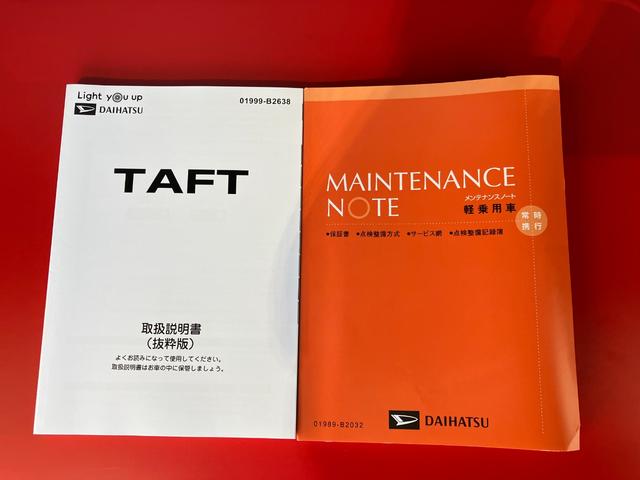 Light you up
DAIHATSU
01999-B2638
TAFT
取扱説明書
(抜粋版)
よくお読みになって使用してください。
取扱説明書はお車の中に保管しましょう。
MAINTENANCE
NOTE
メンテナンスノート
軽乗用車
常時
携行
●保証書 ●点検整備方式 ●サービス網 ●点検整備記録簿
01989-B2032
DAIHATSU